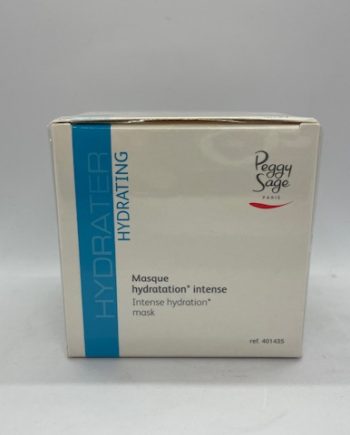 HYDRATER
HYDRATING
Peggy
Sage
PARIS
Masque
hydratation* intense
Intense hydration*
mask
ref. 401435